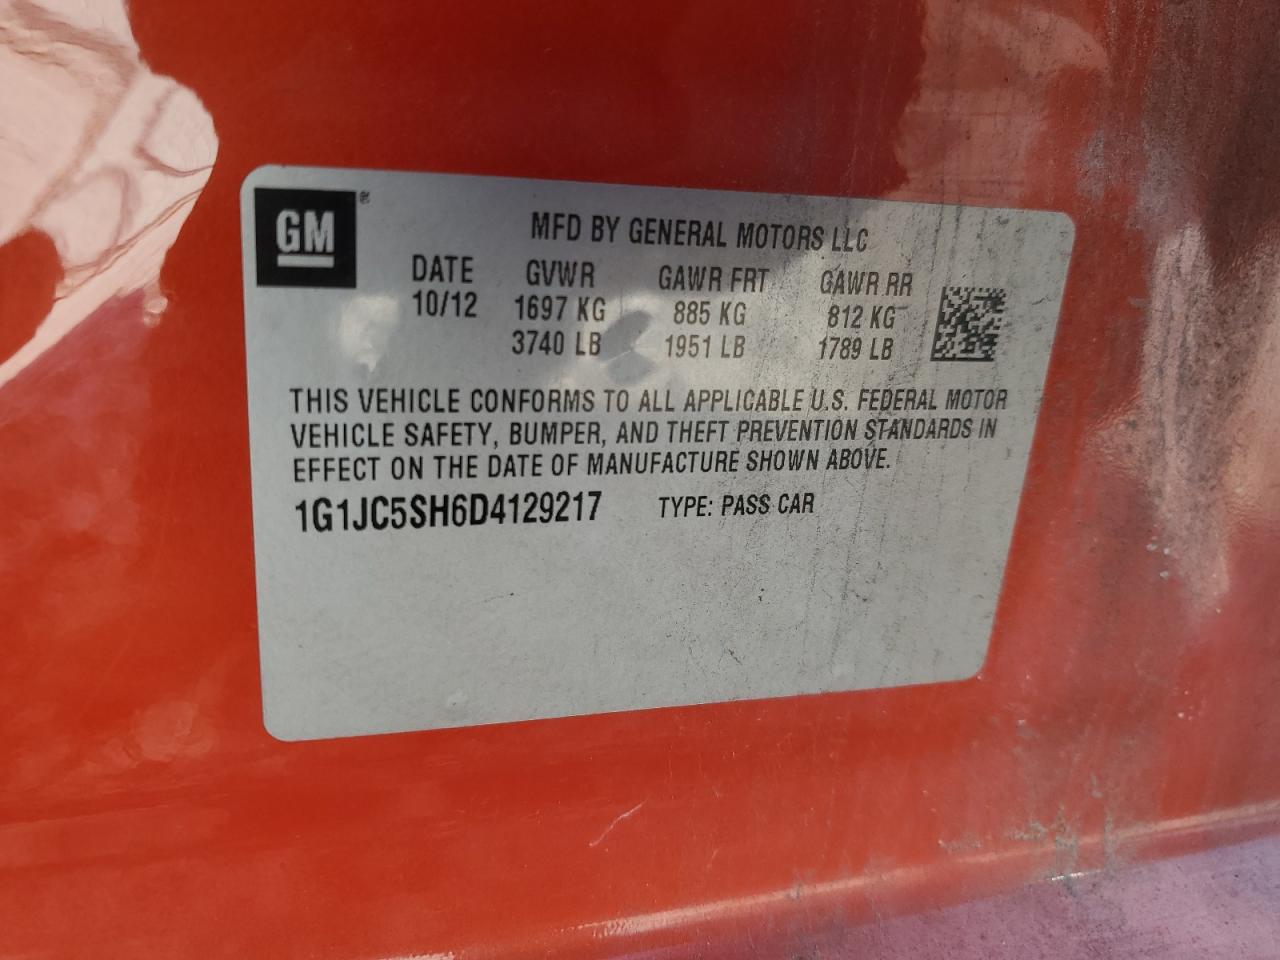 GM®
MFD BY GENERAL MOTORS LLC
DATE GVWR GAWR FRT GAWR RR
10/12 1697 KG 885 KG 812 KG
3740 LB 1951 LB 1789 LB
THIS VEHICLE CONFORMS TO ALL APPLICABLE U.S. FEDERAL MOTOR
VEHICLE SAFETY, BUMPER, AND THEFT PREVENTION STANDARDS IN
EFFECT ON THE DATE OF MANUFACTURE SHOWN ABOVE.
1G1JC5SH6D4129217 TYPE: PASS CAR